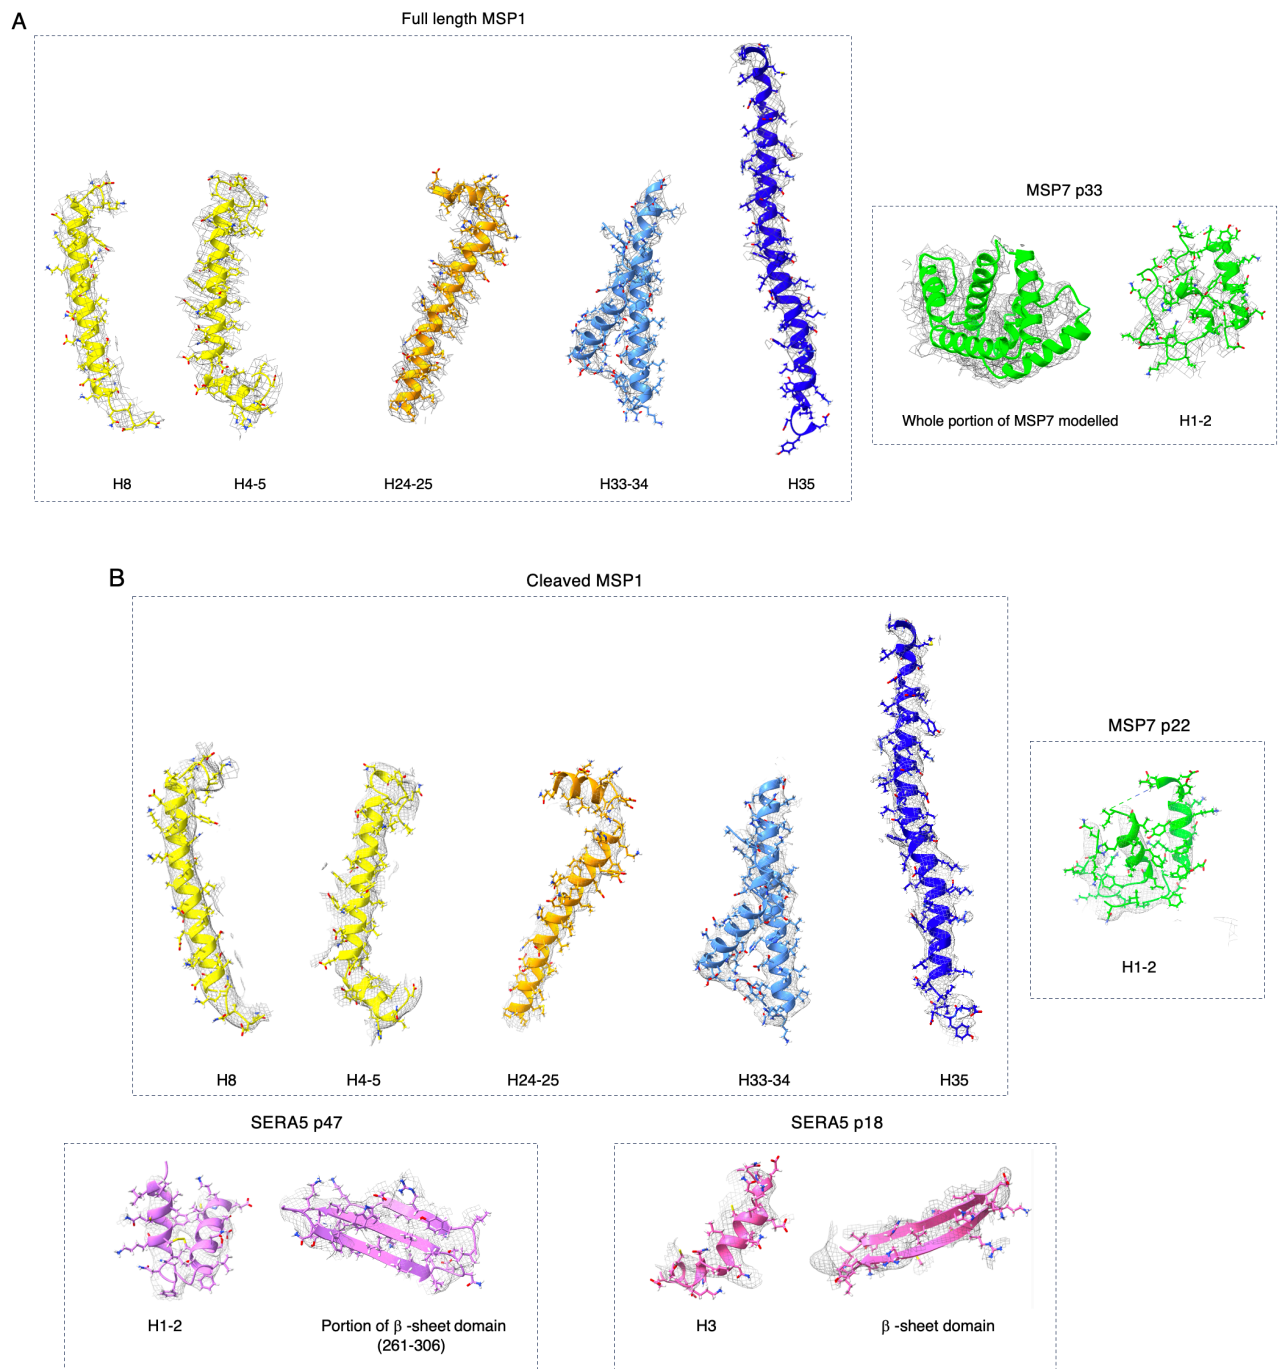 A
Full length MSP1
H8
H4-5
H24-25
H33-34
H35
MSP7 p33
Whole portion of MSP7 modelled
H1-2
B
Cleaved MSP1
H8
H4-5
H24-25
H33-34
H35
MSP7 p22
H1-2
SERA5 p47
H1-2
Portion of β -sheet domain
(261-306)
SERA5 p18
H3
β -sheet domain